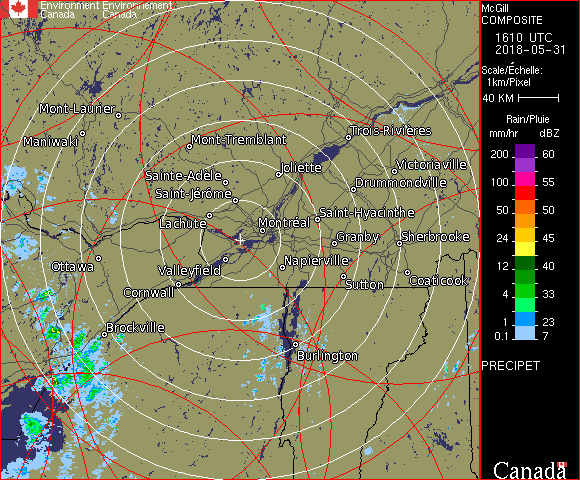 Environment Environnement
Canada Canada
McGill
COMPOSITE
1610 UTC
2018-05-31
Scale/Échelle:
1km/Pixel
40 KM
Rain/Pluie
mm/hr dBZ
200 60
55
100 55
50 50
24 45
12 40
4 33
1 23
0.1 7
PRECIPET
Canada
Mont-Laurier
Maniwaki
Mont-Tremblant
Trois-Rivières
Sainte-Adèle
Joliette
Victoriaville
Saint-Jérôme
Drummondville
Lachute
Montréal
Saint-Hyacinthe
Granby
Sherbrooke
Ottawa
Valleyfield
Napierville
Cornwall
Sutton
Coaticook
Brockville
Burlington